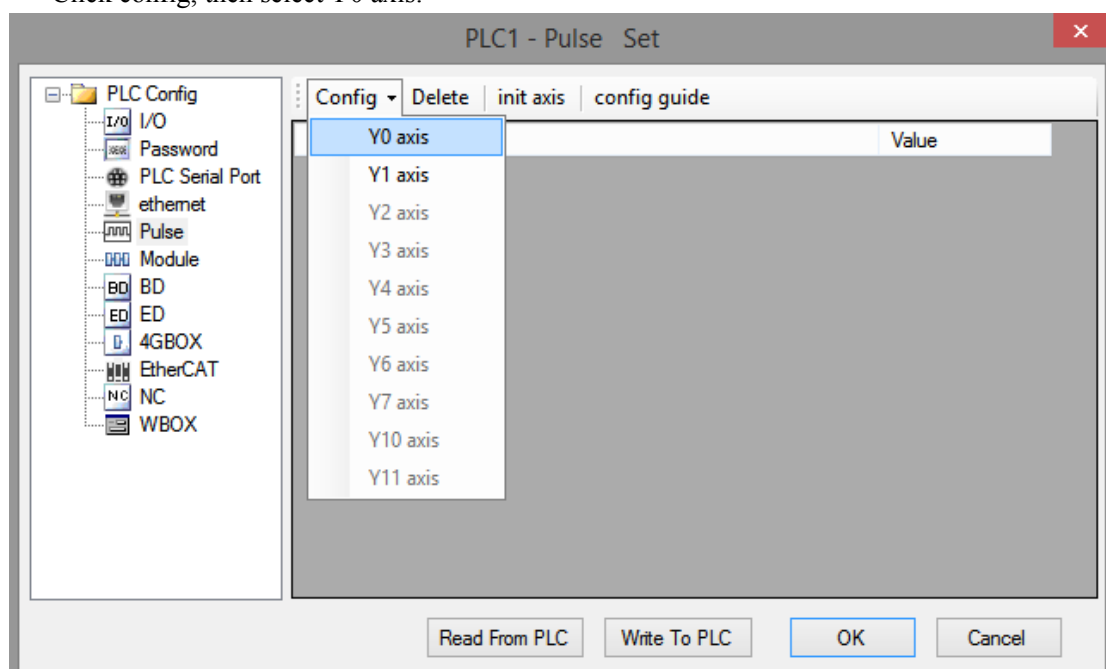 Click config, then select Y0 axis.
PLC1 - Pulse Set
PLC Config
I/O I/O
Password
PLC Serial Port
ethernet
Pulse
Module
BD BD
ED ED
4GBOX
EtherCAT
NC NC
WBOX
Config Delete init axis config guide
Value
Y0 axis
Y1 axis
Y2 axis
Y3 axis
Y4 axis
Y5 axis
Y6 axis
Y7 axis
Y10 axis
Y11 axis
Read From PLC Write To PLC OK Cancel